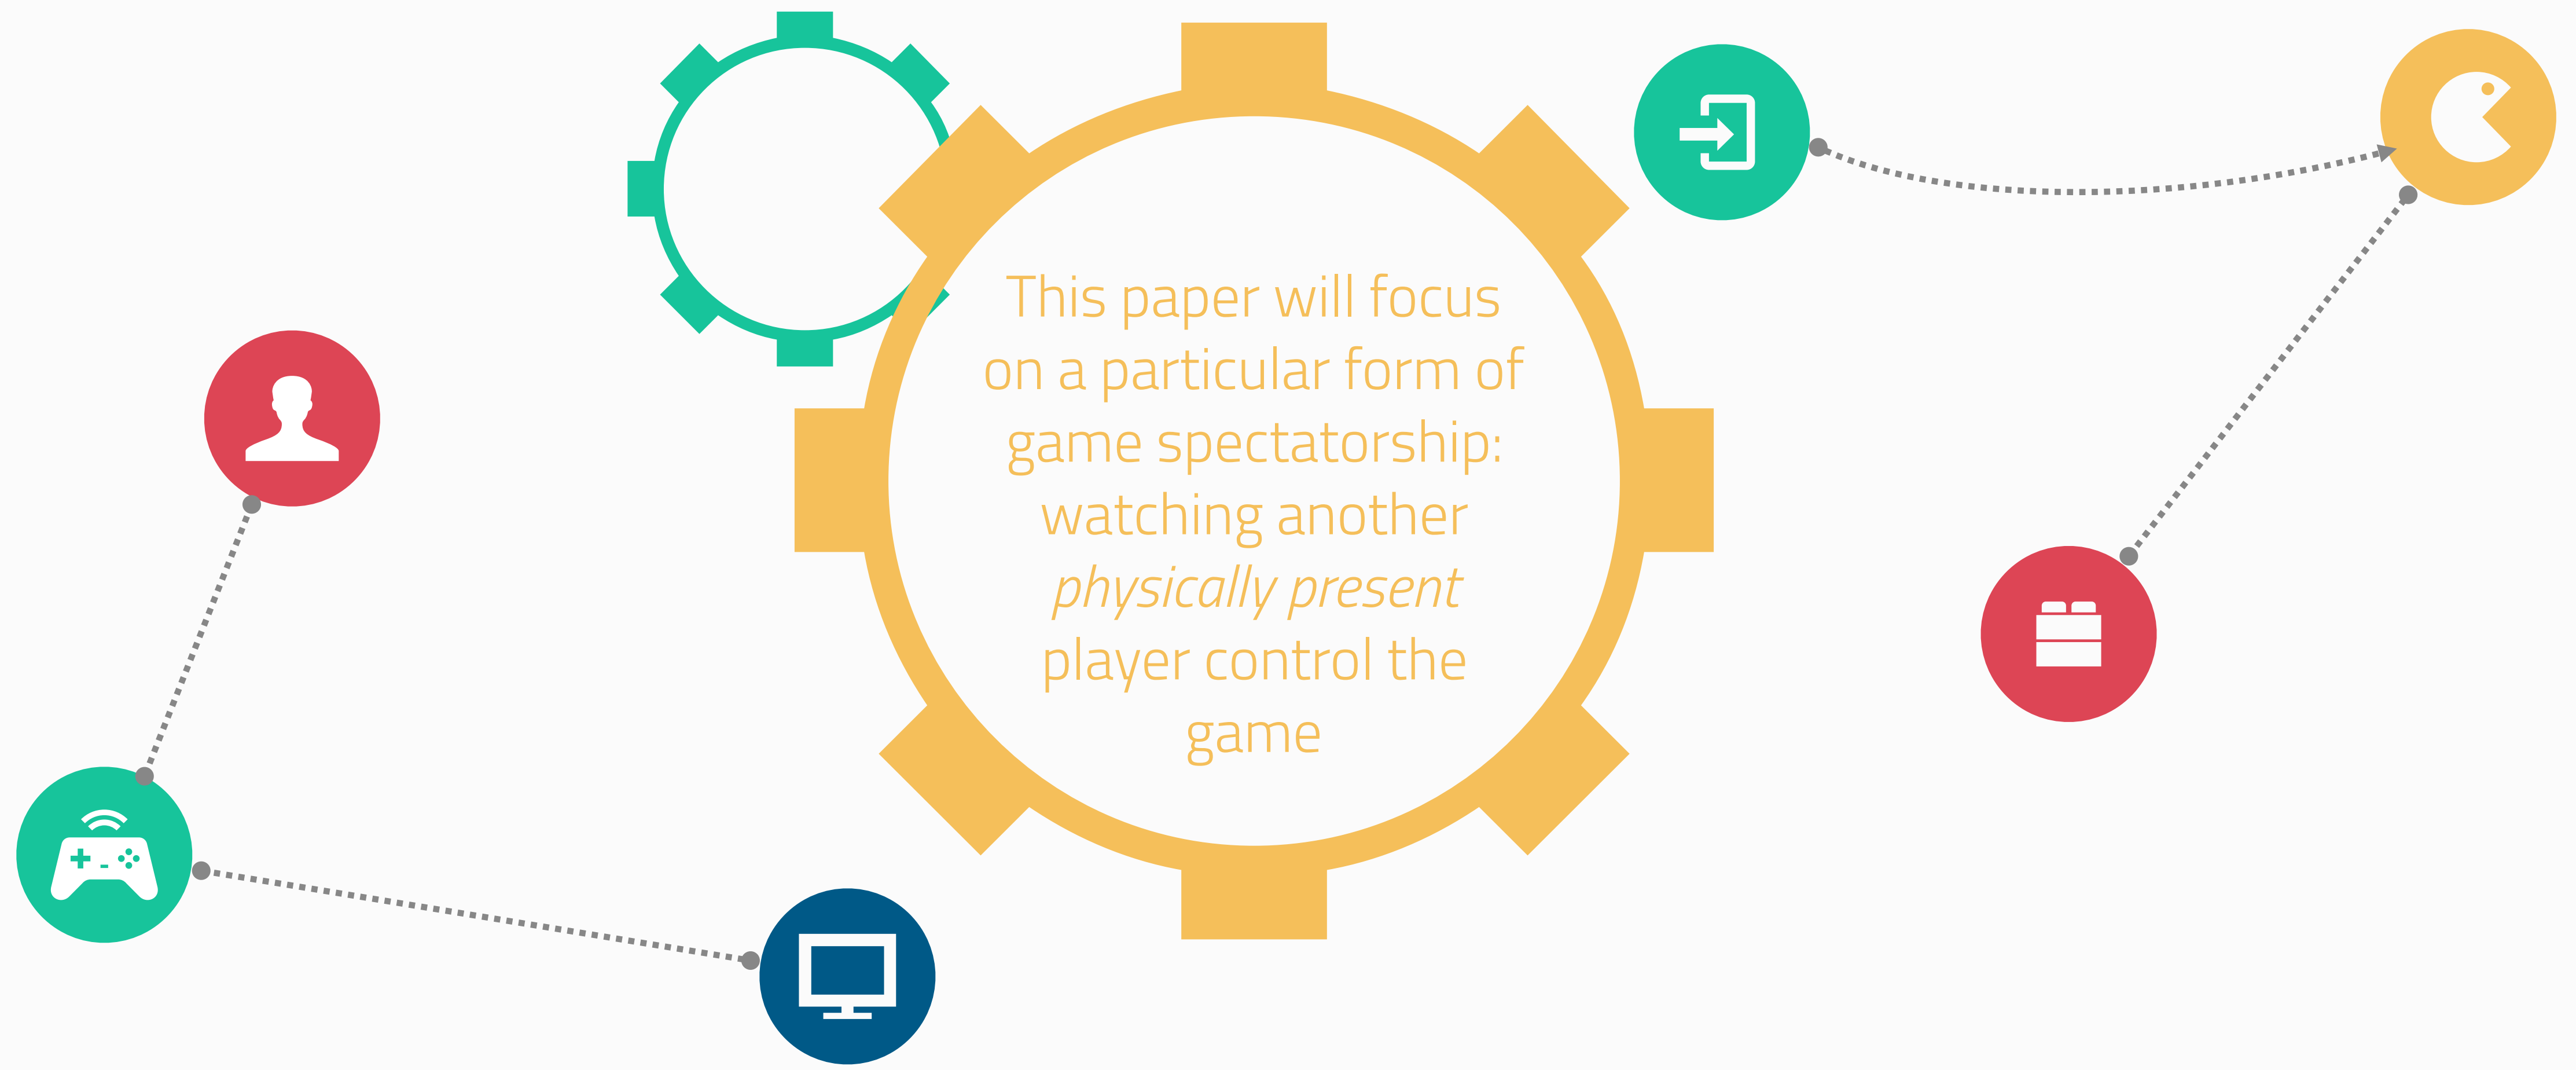 This paper will focus
on a particular form of
game spectatorship:
watching another
physically present
player control the
game